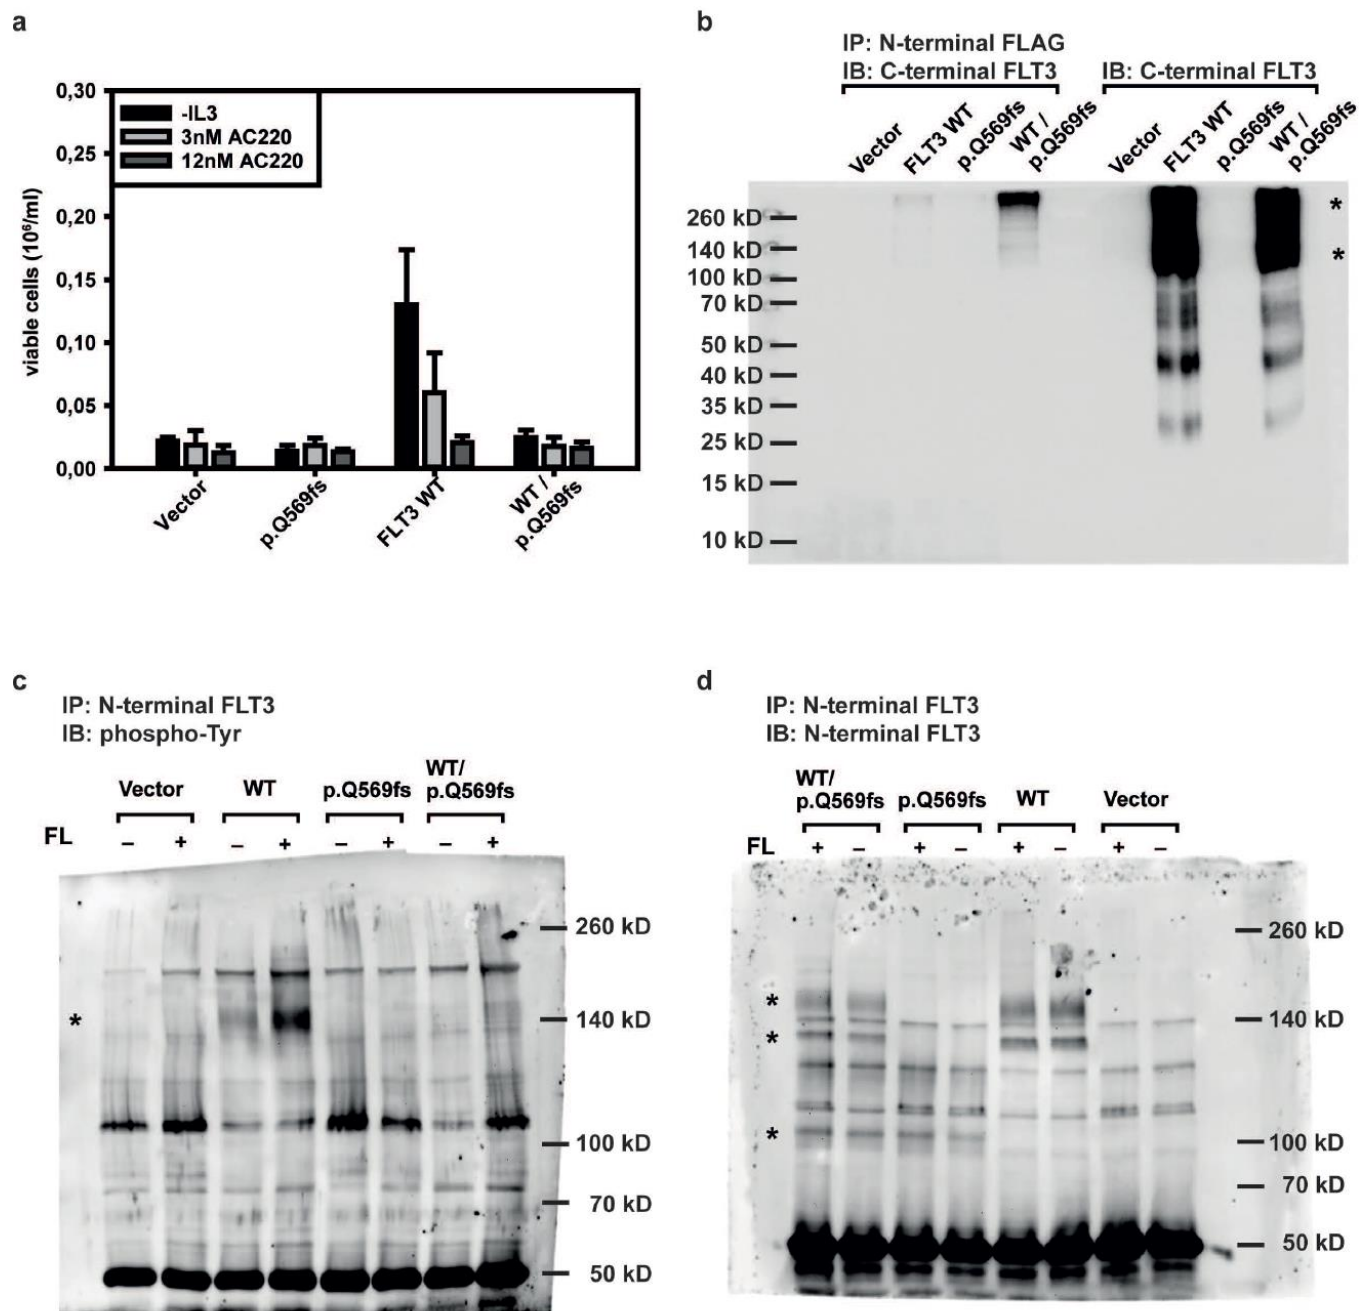 a
0,30
0,25
0,20
0,15
0,10
0,05
0,00
viable cells (10⁶/ml)
-IL3
3nM AC220
12nM AC220
Vector
p.Q569fs
FLT3 WT
WT /
p.Q569fs
b
IP: N-terminal FLAG
IB: C-terminal FLT3
IB: C-terminal FLT3
Vector
FLT3 WT
p.Q569fs
WT /
p.Q569fs
Vector
FLT3 WT
p.Q569fs
WT /
p.Q569fs
260 kD
140 kD
100 kD
70 kD
50 kD
40 kD
35 kD
25 kD
15 kD
10 kD
*
*
c
IP: N-terminal FLT3
IB: phospho-Tyr
Vector
WT
p.Q569fs
WT/
p.Q569fs
FL – + – + – + – +
260 kD
* 140 kD
100 kD
70 kD
50 kD
d
IP: N-terminal FLT3
IB: N-terminal FLT3
WT/
p.Q569fs
p.Q569fs
WT
Vector
FL + – + – + – + –
260 kD
*
140 kD
*
*
100 kD
70 kD
50 kD